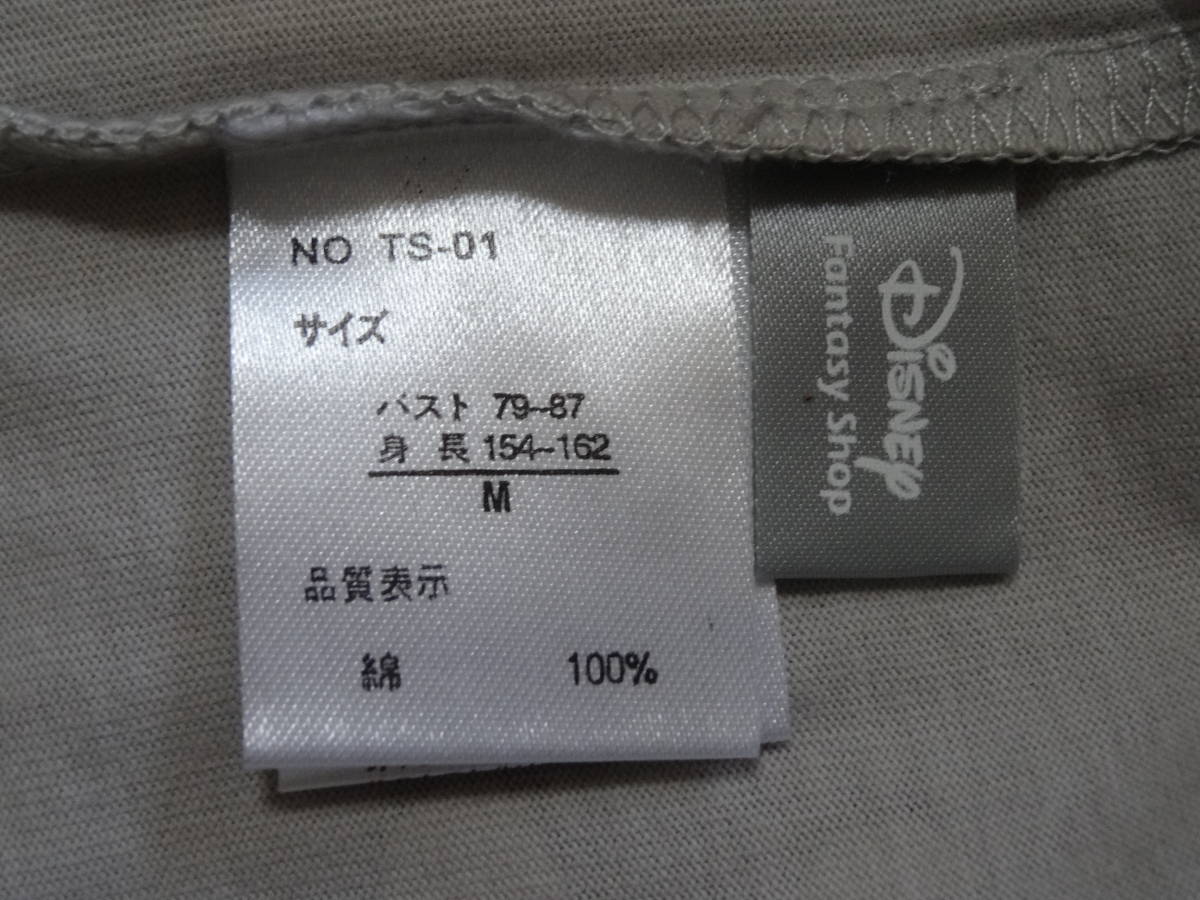 NO TS-01
サイズ
バスト 79-87
身 長 154-162
M
品質表示
綿 100%
Disney
Fantasy Shop